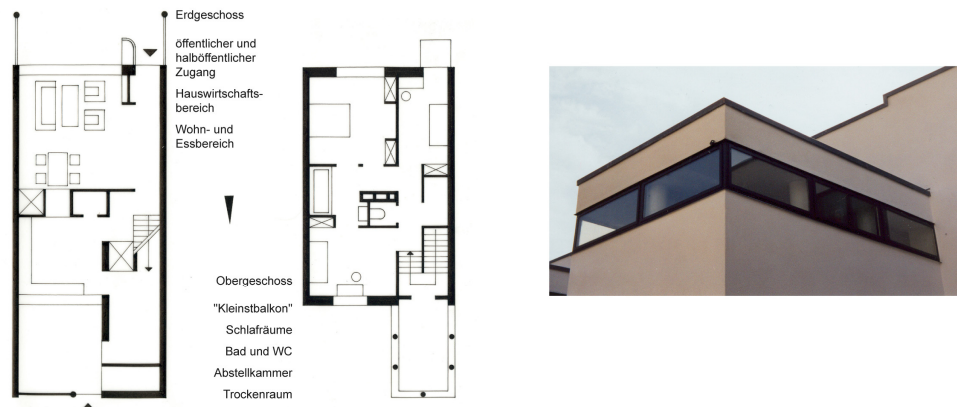 Erdgeschoss
öffentlicher und
halböffentlicher
Zugang
Hauswirtschafts-
bereich
Wohn- und
Essbereich
Obergeschoss
"Kleinstbalkon"
Schlafräume
Bad und WC
Abstellkammer
Trockenraum